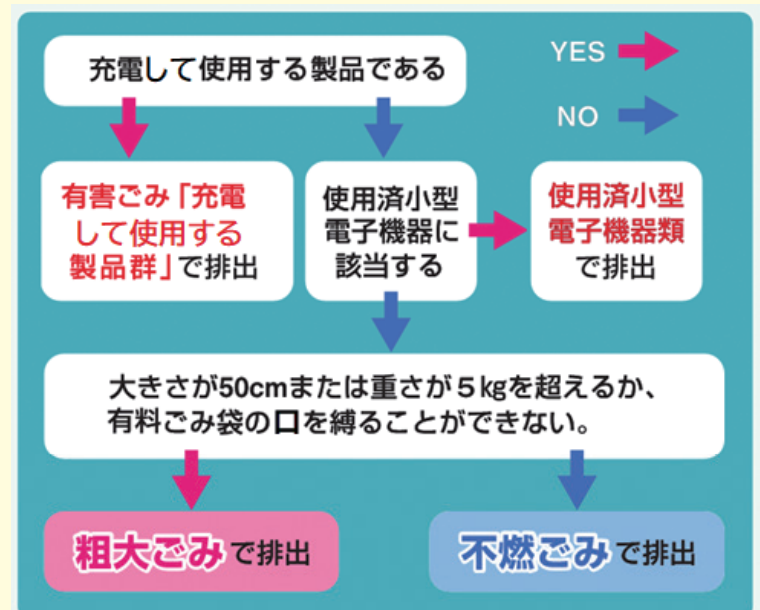 充電して使用する製品である
YES
NO
有害ごみ「充電
して使用する
製品群」で排出
使用済小型
電子機器に
該当する
使用済小型
電子機器類
で排出
大きさが50cmまたは重さが5kgを超えるか、
有料ごみ袋の口を縛ることができない。
粗大ごみで排出
不燃ごみで排出